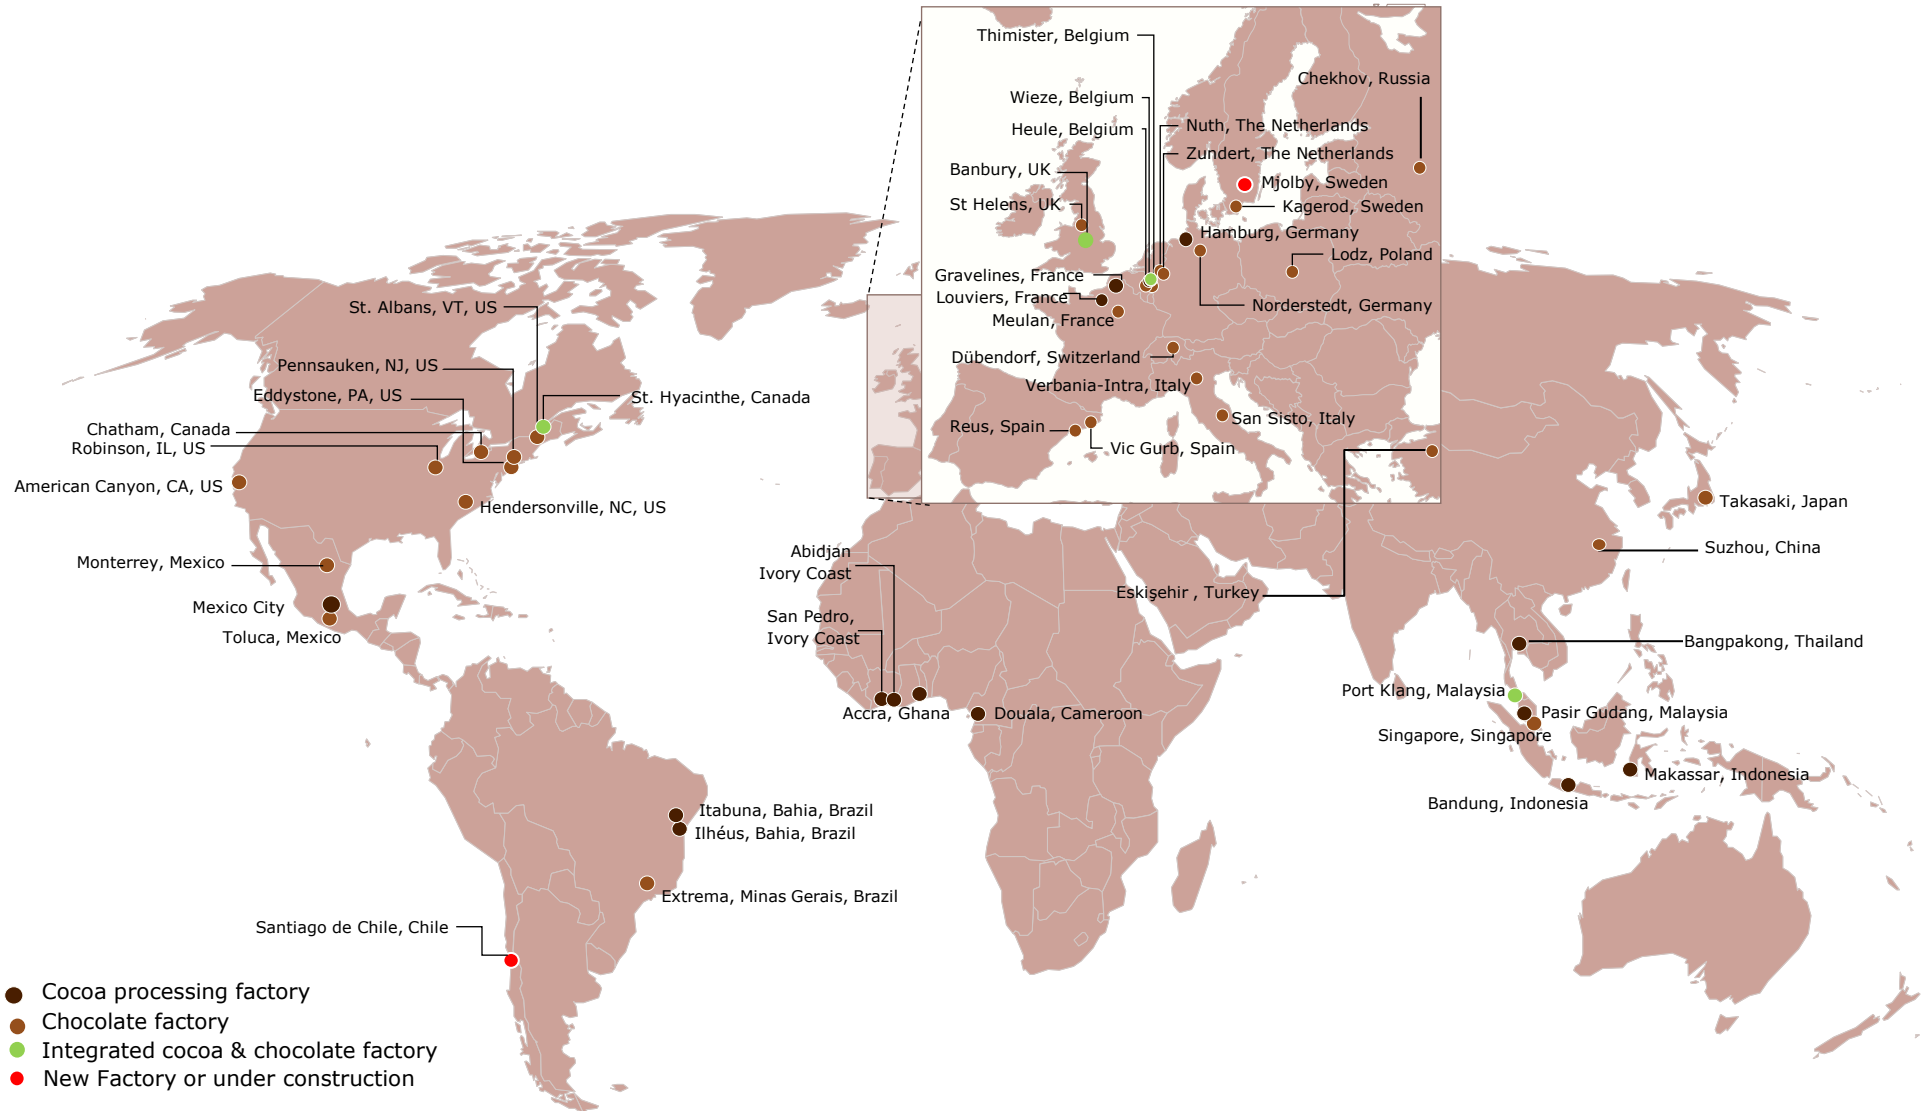 Thimister, Belgium
Chekhov, Russia
Wieze, Belgium
Heule, Belgium
Nuth, The Netherlands
Zundert, The Netherlands
Banbury, UK
Mjolby, Sweden
St Helens, UK
Kagerod, Sweden
Hamburg, Germany
Lodz, Poland
Gravelines, France
Louviers, France
Norderstedt, Germany
Meulan, France
Dübendorf, Switzerland
Verbania-Intra, Italy
San Sisto, Italy
Reus, Spain
Vic Gurb, Spain
St. Albans, VT, US
Pennsauken, NJ, US
Eddystone, PA, US
St. Hyacinthe, Canada
Chatham, Canada
Robinson, IL, US
American Canyon, CA, US
Hendersonville, NC, US
Takasaki, Japan
Suzhou, China
Monterrey, Mexico
Abidjan
Ivory Coast
Eskişehir , Turkey
Mexico City
Toluca, Mexico
San Pedro,
Ivory Coast
Bangpakong, Thailand
Port Klang, Malaysia
Accra, Ghana
Douala, Cameroon
Pasir Gudang, Malaysia
Singapore, Singapore
Makassar, Indonesia
Bandung, Indonesia
Itabuna, Bahia, Brazil
Ilhéus, Bahia, Brazil
Extrema, Minas Gerais, Brazil
Santiago de Chile, Chile
Cocoa processing factory
Chocolate factory
Integrated cocoa & chocolate factory
New Factory or under construction